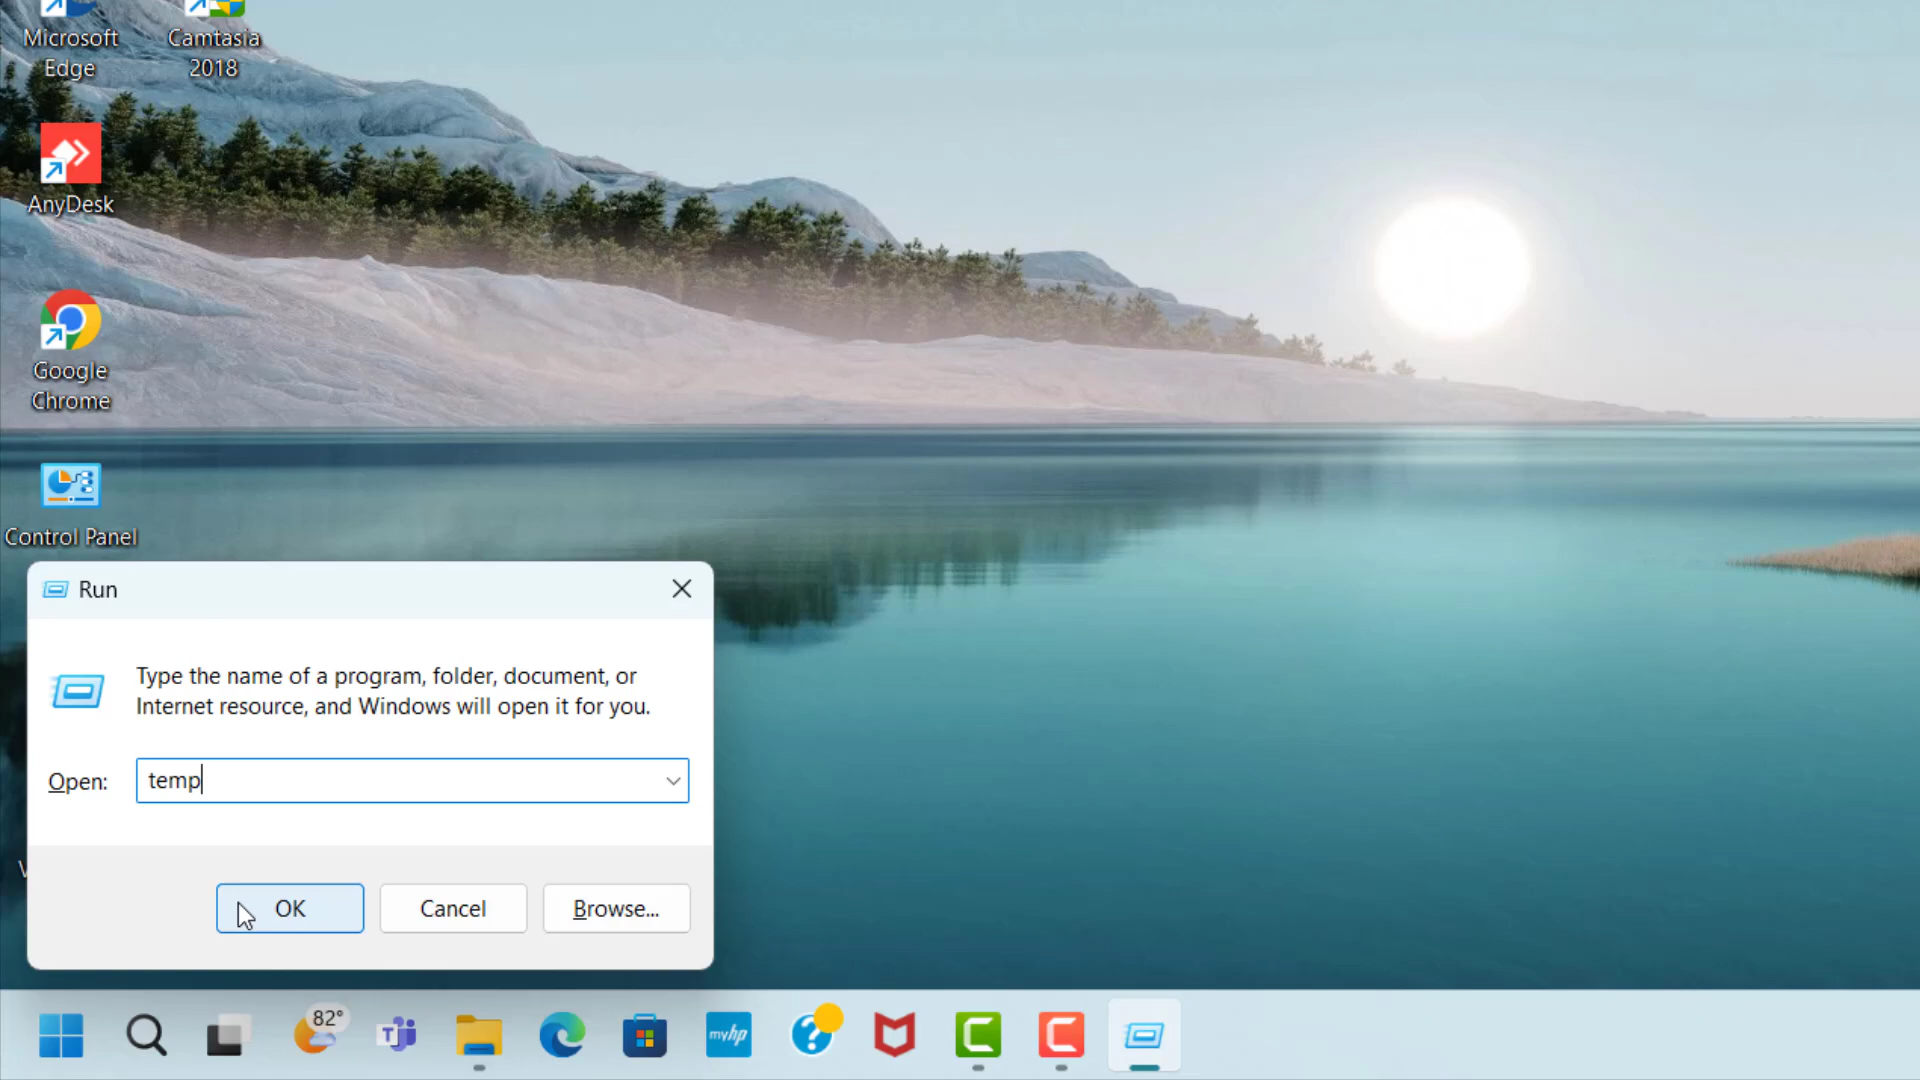 Microsoft
Edge
Camtasia
2018
AnyDesk
Google
Chrome
Control Panel
Run
Type the name of a program, folder, document, or
Internet resource, and Windows will open it for you.
Open:
temp
OK
Cancel
Browse...
82°
myhp